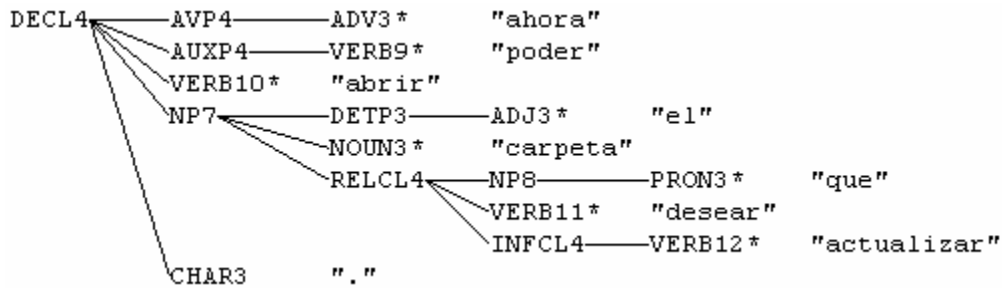 DECL4 AVP4 ADV3* "ahora"
AUXP4 VERB9* "poder"
VERB10* "abrir"
NP7 DETP3 ADJ3* "el"
NOUN3* "carpeta"
RELCL4 NP8 PRON3* "que"
VERB11* "desear"
INFCL4 VERB12* "actualizar"
CHAR3 "."